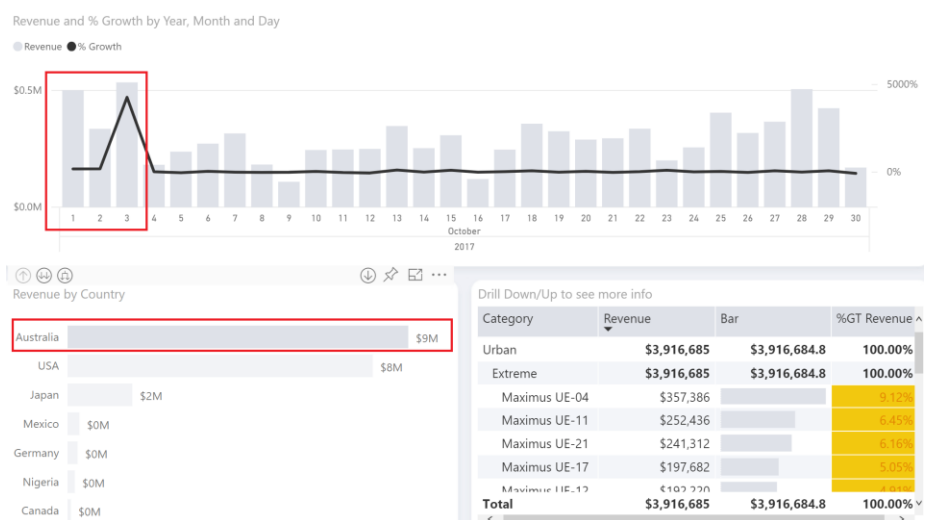 Revenue and % Growth by Year, Month and Day
Revenue % Growth
$0.5M
5000%
0%
$0.0M
1 2 3 4 5 6 7 8 9 10 11 12 13 14 15 16 17 18 19 20 21 22 23 24 25 26 27 28 29 30
October
2017
Revenue by Country
Australia $9M
USA $8M
Japan $2M
Mexico $0M
Germany $0M
Nigeria $0M
Canada $0M
Drill Down/Up to see more info
Category Revenue Bar %GT Revenue
Urban $3,916,685 $3,916,684.8 100.00%
Extreme $3,916,685 $3,916,684.8 100.00%
Maximus UE-04 $357,386 9.12%
Maximus UE-11 $252,436 6.45%
Maximus UE-21 $241,312 6.16%
Maximus UE-17 $197,682 5.05%
Maximus UE-12 $192,220 4.91%
Total $3,916,685 $3,916,684.8 100.00%